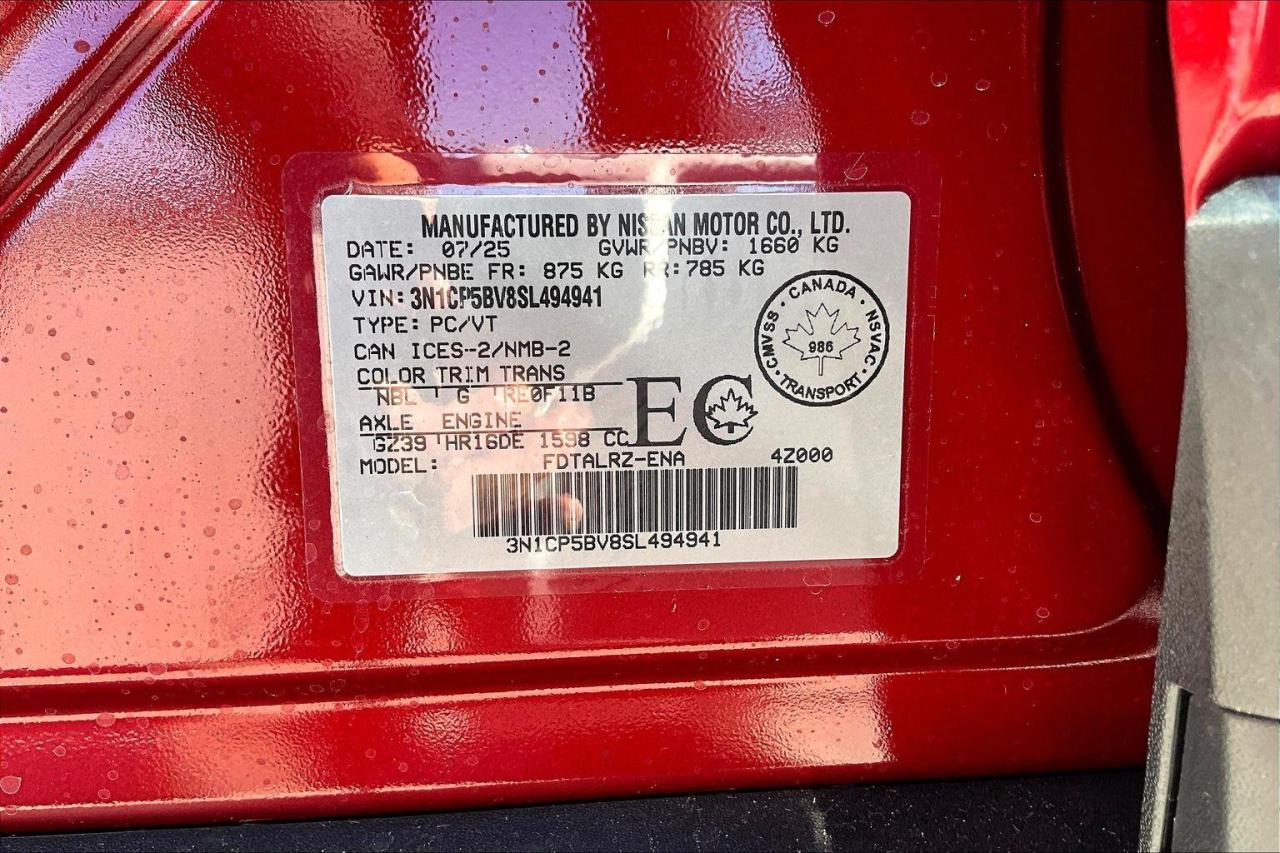 MANUFACTURED BY NISSAN MOTOR CO., LTD.
DATE: 07/25 GVWR/PNBV: 1660 KG
GAWR/PNBE FR: 875 KG RR:785 KG
VIN: 3N1CP5BV8SL494941
TYPE: PC/VT
CAN ICES-2/NMB-2
COLOR TRIM TRANS
NBL G RE0F11B
AXLE ENGINE
GZ39 HR16DE 1598 CC
MODEL: FDTALRZ-ENA 4Z000
3N1CP5BV8SL494941
EC
CANADA · NSVAC · TRANSPORT · CMVSS ·
986